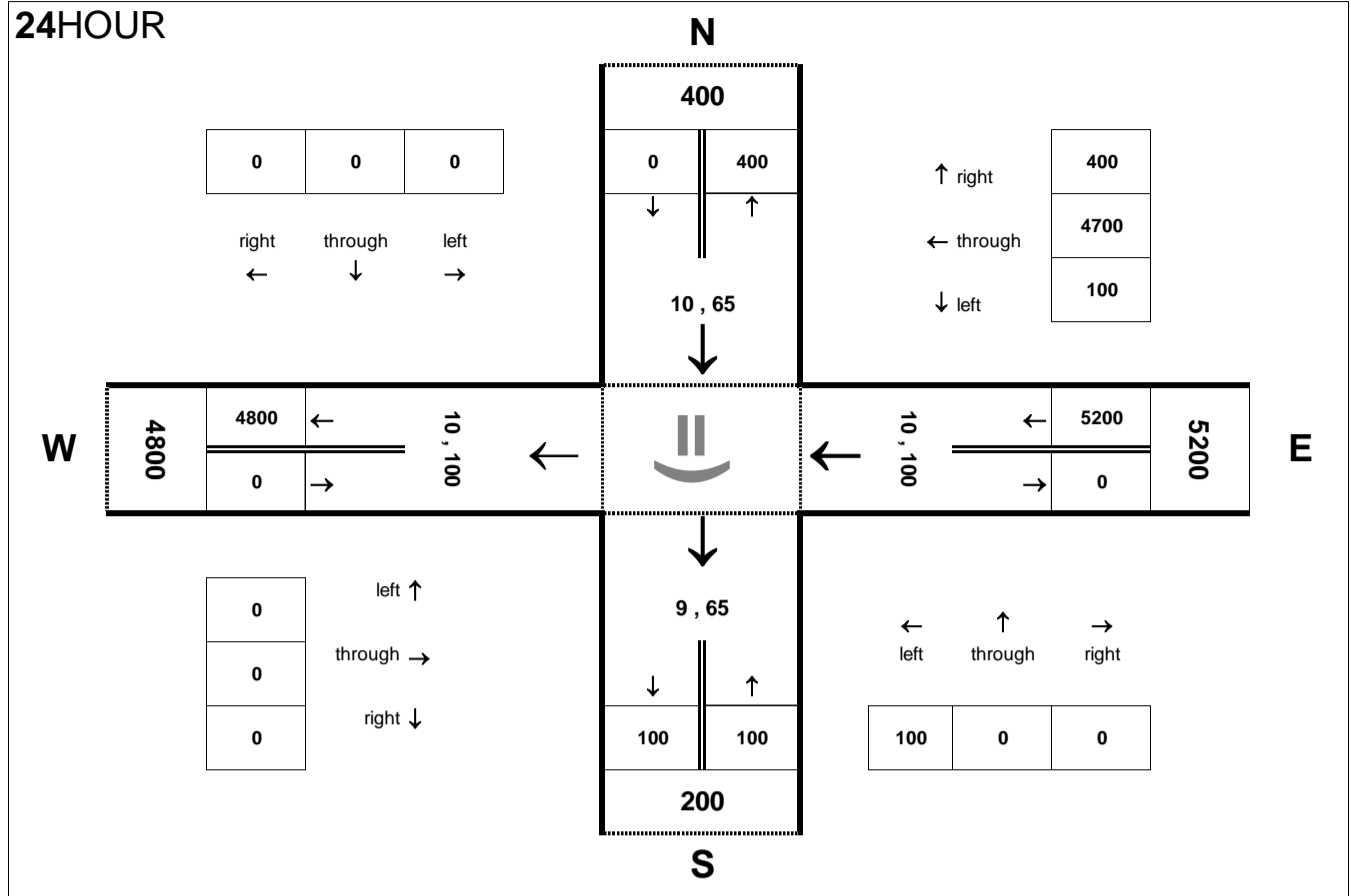 24HOUR
N
400
0 400
↓ ↑
0 0 0
right through left
← ↓ →
↑ right 400
← through 4700
↓ left 100
10 , 65
W
4800
4800 ←
0 →
10 , 100
10 , 100
← 5200
→ 0
5200
E
0 left ↑
0 through →
0 right ↓
9 , 65
↓ ↑
100 100
200
← ↑ →
left through right
100 0 0
S